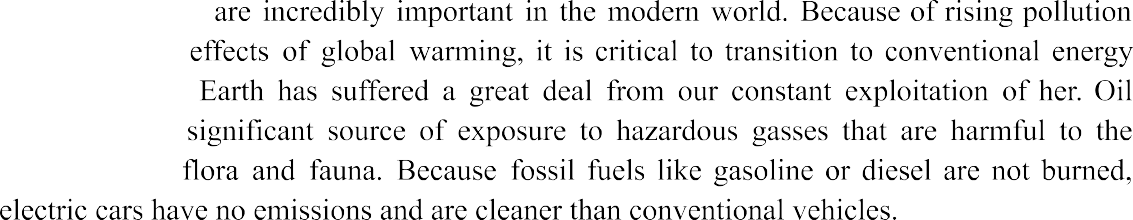 are incredibly important in the modern world. Because of rising pollution
effects of global warming, it is critical to transition to conventional energy
Earth has suffered a great deal from our constant exploitation of her. Oil
significant source of exposure to hazardous gasses that are harmful to the
flora and fauna. Because fossil fuels like gasoline or diesel are not burned,
electric cars have no emissions and are cleaner than conventional vehicles.